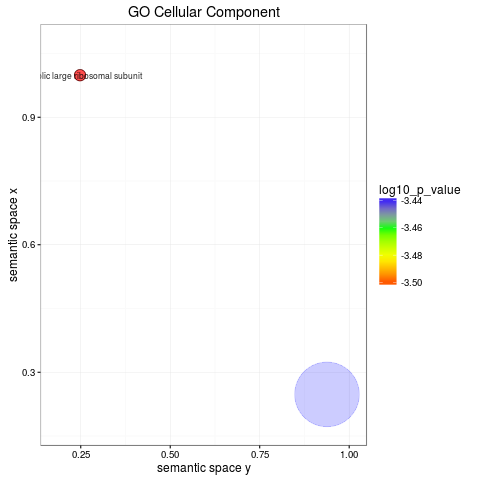 GO Cellular Component
lic large ribosomal subunit
0.9
0.6
0.3
semantic space x
0.25
0.50
0.75
1.00
semantic space y
log10_p_value
-3.44
-3.46
-3.48
-3.50